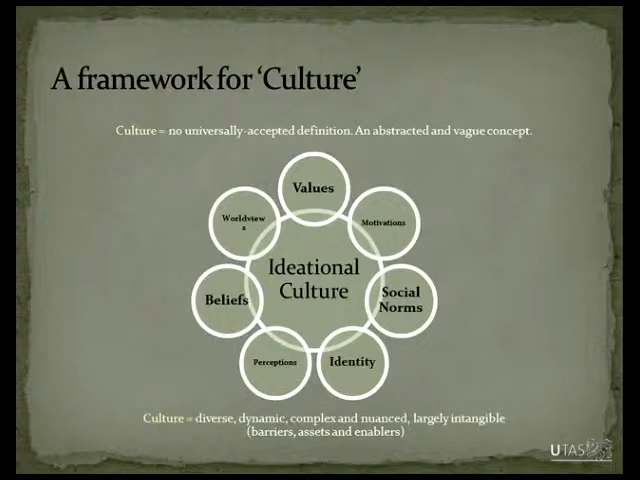 A framework for ‘Culture’
Culture = no universally-accepted definition. An abstracted and vague concept.
Values
Worldview
s
Motivations
Ideational
Culture
Beliefs
Social
Norms
Perceptions
Identity
Culture = diverse, dynamic, complex and nuanced, largely intangible
(barriers, assets and enablers)
UTAS